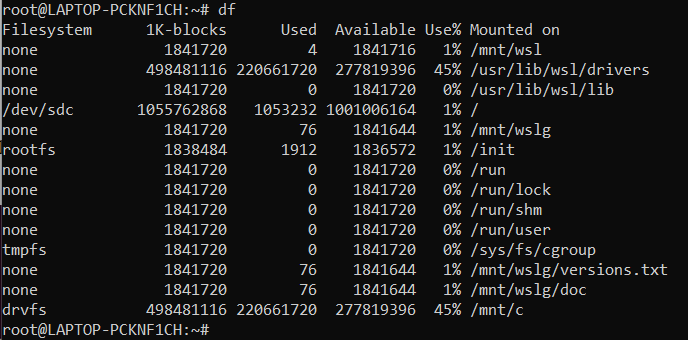 root@LAPTOP-PCKNF1CH:~# df
Filesystem     1K-blocks      Used  Available Use% Mounted on
none             1841720         4    1841716   1% /mnt/wsl
none           498481116 220661720  277819396  45% /usr/lib/wsl/drivers
none             1841720         0    1841720   0% /usr/lib/wsl/lib
/dev/sdc      1055762868   1053232 1001006164   1% /
none             1841720        76    1841644   1% /mnt/wslg
rootfs           1838484      1912    1836572   1% /init
none             1841720         0    1841720   0% /run
none             1841720         0    1841720   0% /run/lock
none             1841720         0    1841720   0% /run/shm
none             1841720         0    1841720   0% /run/user
tmpfs            1841720         0    1841720   0% /sys/fs/cgroup
none             1841720        76    1841644   1% /mnt/wslg/versions.txt
none             1841720        76    1841644   1% /mnt/wslg/doc
drvfs          498481116 220661720  277819396  45% /mnt/c
root@LAPTOP-PCKNF1CH:~#